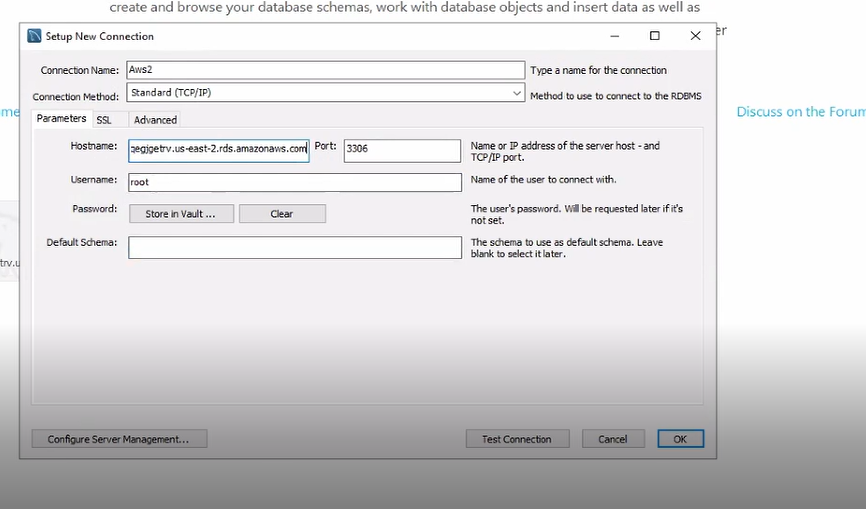 create and browse your database schemas, work with database objects and insert data as well as
er
Setup New Connection
Connection Name: Aws2 Type a name for the connection
Connection Method: Standard (TCP/IP) Method to use to connect to the RDBMS
me
Discuss on the Forum
Parameters SSL Advanced
Hostname: qegjgetrv.us-east-2.rds.amazonaws.com Port: 3306 Name or IP address of the server host - and
TCP/IP port.
Username: root Name of the user to connect with.
Password: Store in Vault ... Clear The user's password. Will be requested later if it's
not set.
Default Schema: The schema to use as default schema. Leave
blank to select it later.
trv.u
Configure Server Management... Test Connection Cancel OK